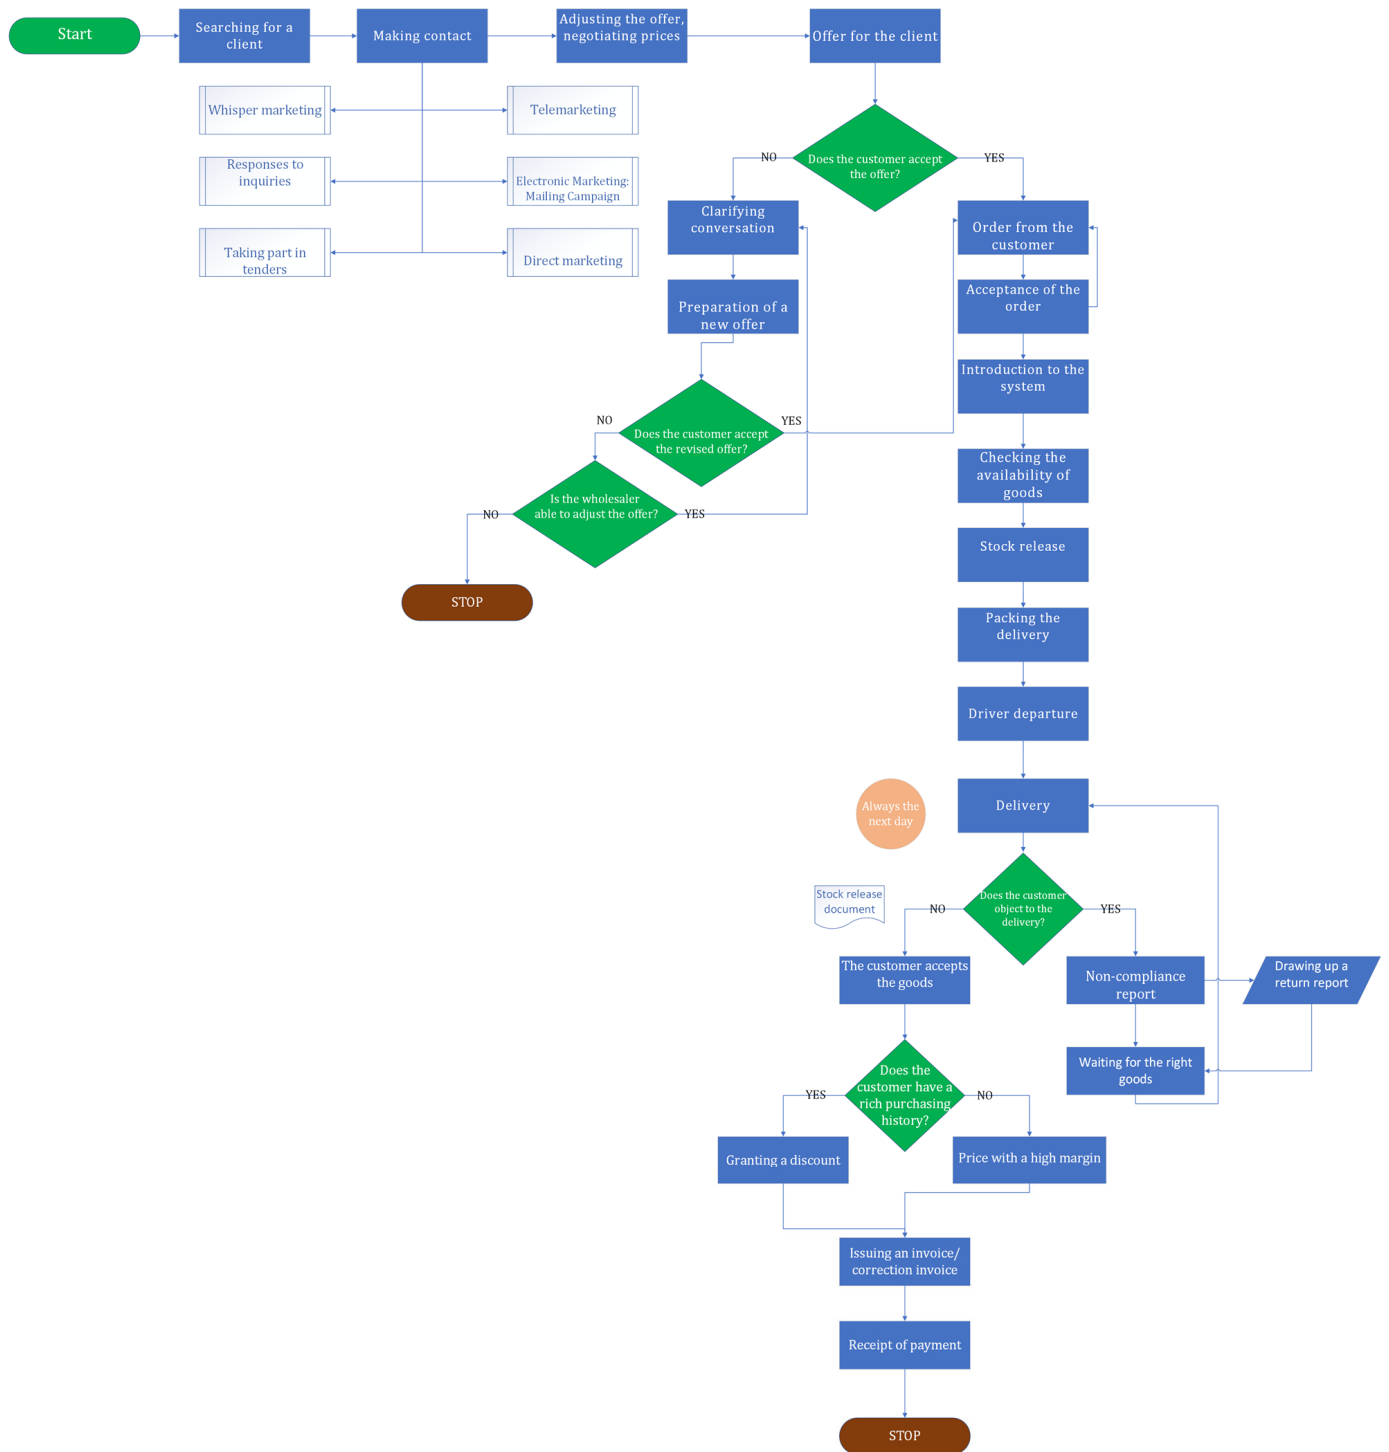 Start
Searching for a
client
Making contact
Adjusting the offer,
negotiating prices
Offer for the client
Whisper marketing
Telemarketing
Responses to
inquiries
Electronic Marketing:
Mailing Campaign
Taking part in
tenders
Direct marketing
Does the customer accept
the offer?
NO
YES
Clarifying
conversation
Order from the
customer
Preparation of a
new offer
Acceptance of the
order
Introduction to the
system
Does the customer accept
the revised offer?
NO
YES
Checking the
availability of
goods
Is the wholesaler
able to adjust the offer?
NO
YES
Stock release
STOP
Packing the
delivery
Driver departure
Always the
next day
Delivery
Stock release
document
Does the customer
object to the
delivery?
NO
YES
The customer accepts
the goods
Non-compliance
report
Drawing up a
return report
Waiting for the right
goods
Does the
customer have a
rich purchasing
history?
YES
NO
Granting a discount
Price with a high margin
Issuing an invoice/
correction invoice
Receipt of payment
STOP